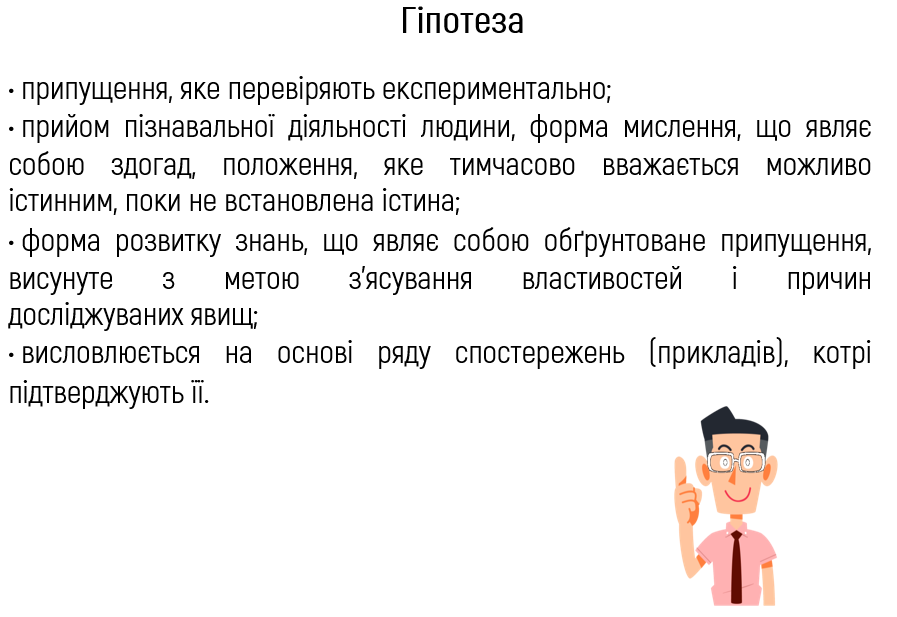 Гіпотеза
• припущення, яке перевіряють експериментально;
• прийом пізнавальної діяльності людини, форма мислення, що являє
собою здогад, положення, яке тимчасово вважається можливо
істинним, поки не встановлена істина;
• форма розвитку знань, що являє собою обґрунтоване припущення,
висунуте з метою з’ясування властивостей і причин
досліджуваних явищ;
• висловлюється на основі ряду спостережень (прикладів), котрі
підтверджують її.